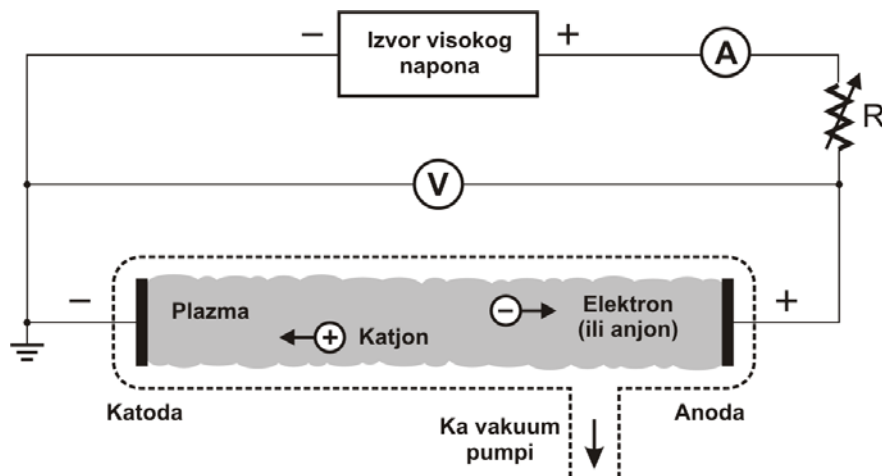 − Izvor visokog +
napona
A
R
V
− Plazma
− Elektron +
(ili anjon)
+ Katjon
Katoda
Anoda
Ka vakuum
pumpi